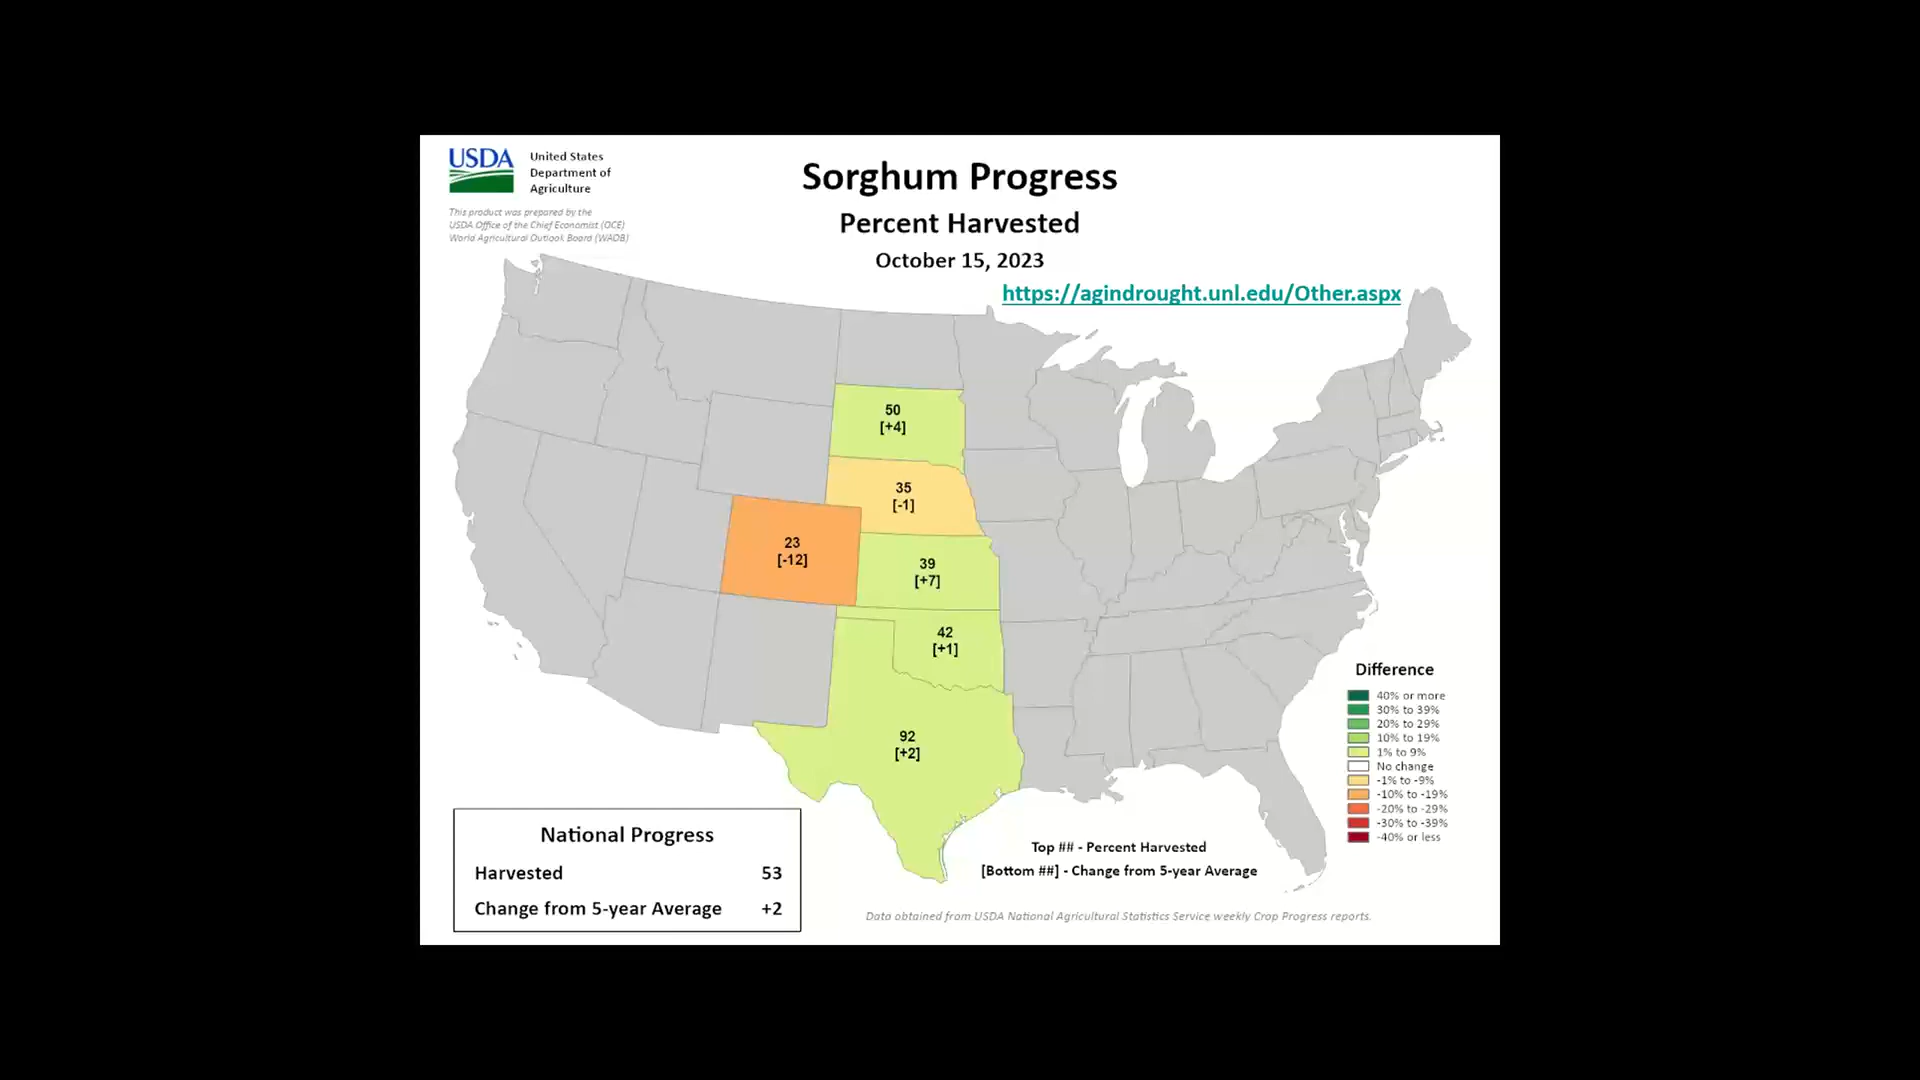 USDA
United States
Department of
Agriculture
This product was prepared by the
USDA Office of the Chief Economist (OCE)
World Agricultural Outlook Board (WAOB)
Sorghum Progress
Percent Harvested
October 15, 2023
https://agindrought.unl.edu/Other.aspx
50
[+4]
35
[-1]
23
[-12]
39
[+7]
42
[+1]
92
[+2]
Difference
40% or more
30% to 39%
20% to 29%
10% to 19%
1% to 9%
No change
-1% to -9%
-10% to -19%
-20% to -29%
-30% to -39%
-40% or less
National Progress
Harvested 53
Change from 5-year Average +2
Top ## - Percent Harvested
[Bottom ##] - Change from 5-year Average
Data obtained from USDA National Agricultural Statistics Service weekly Crop Progress reports.